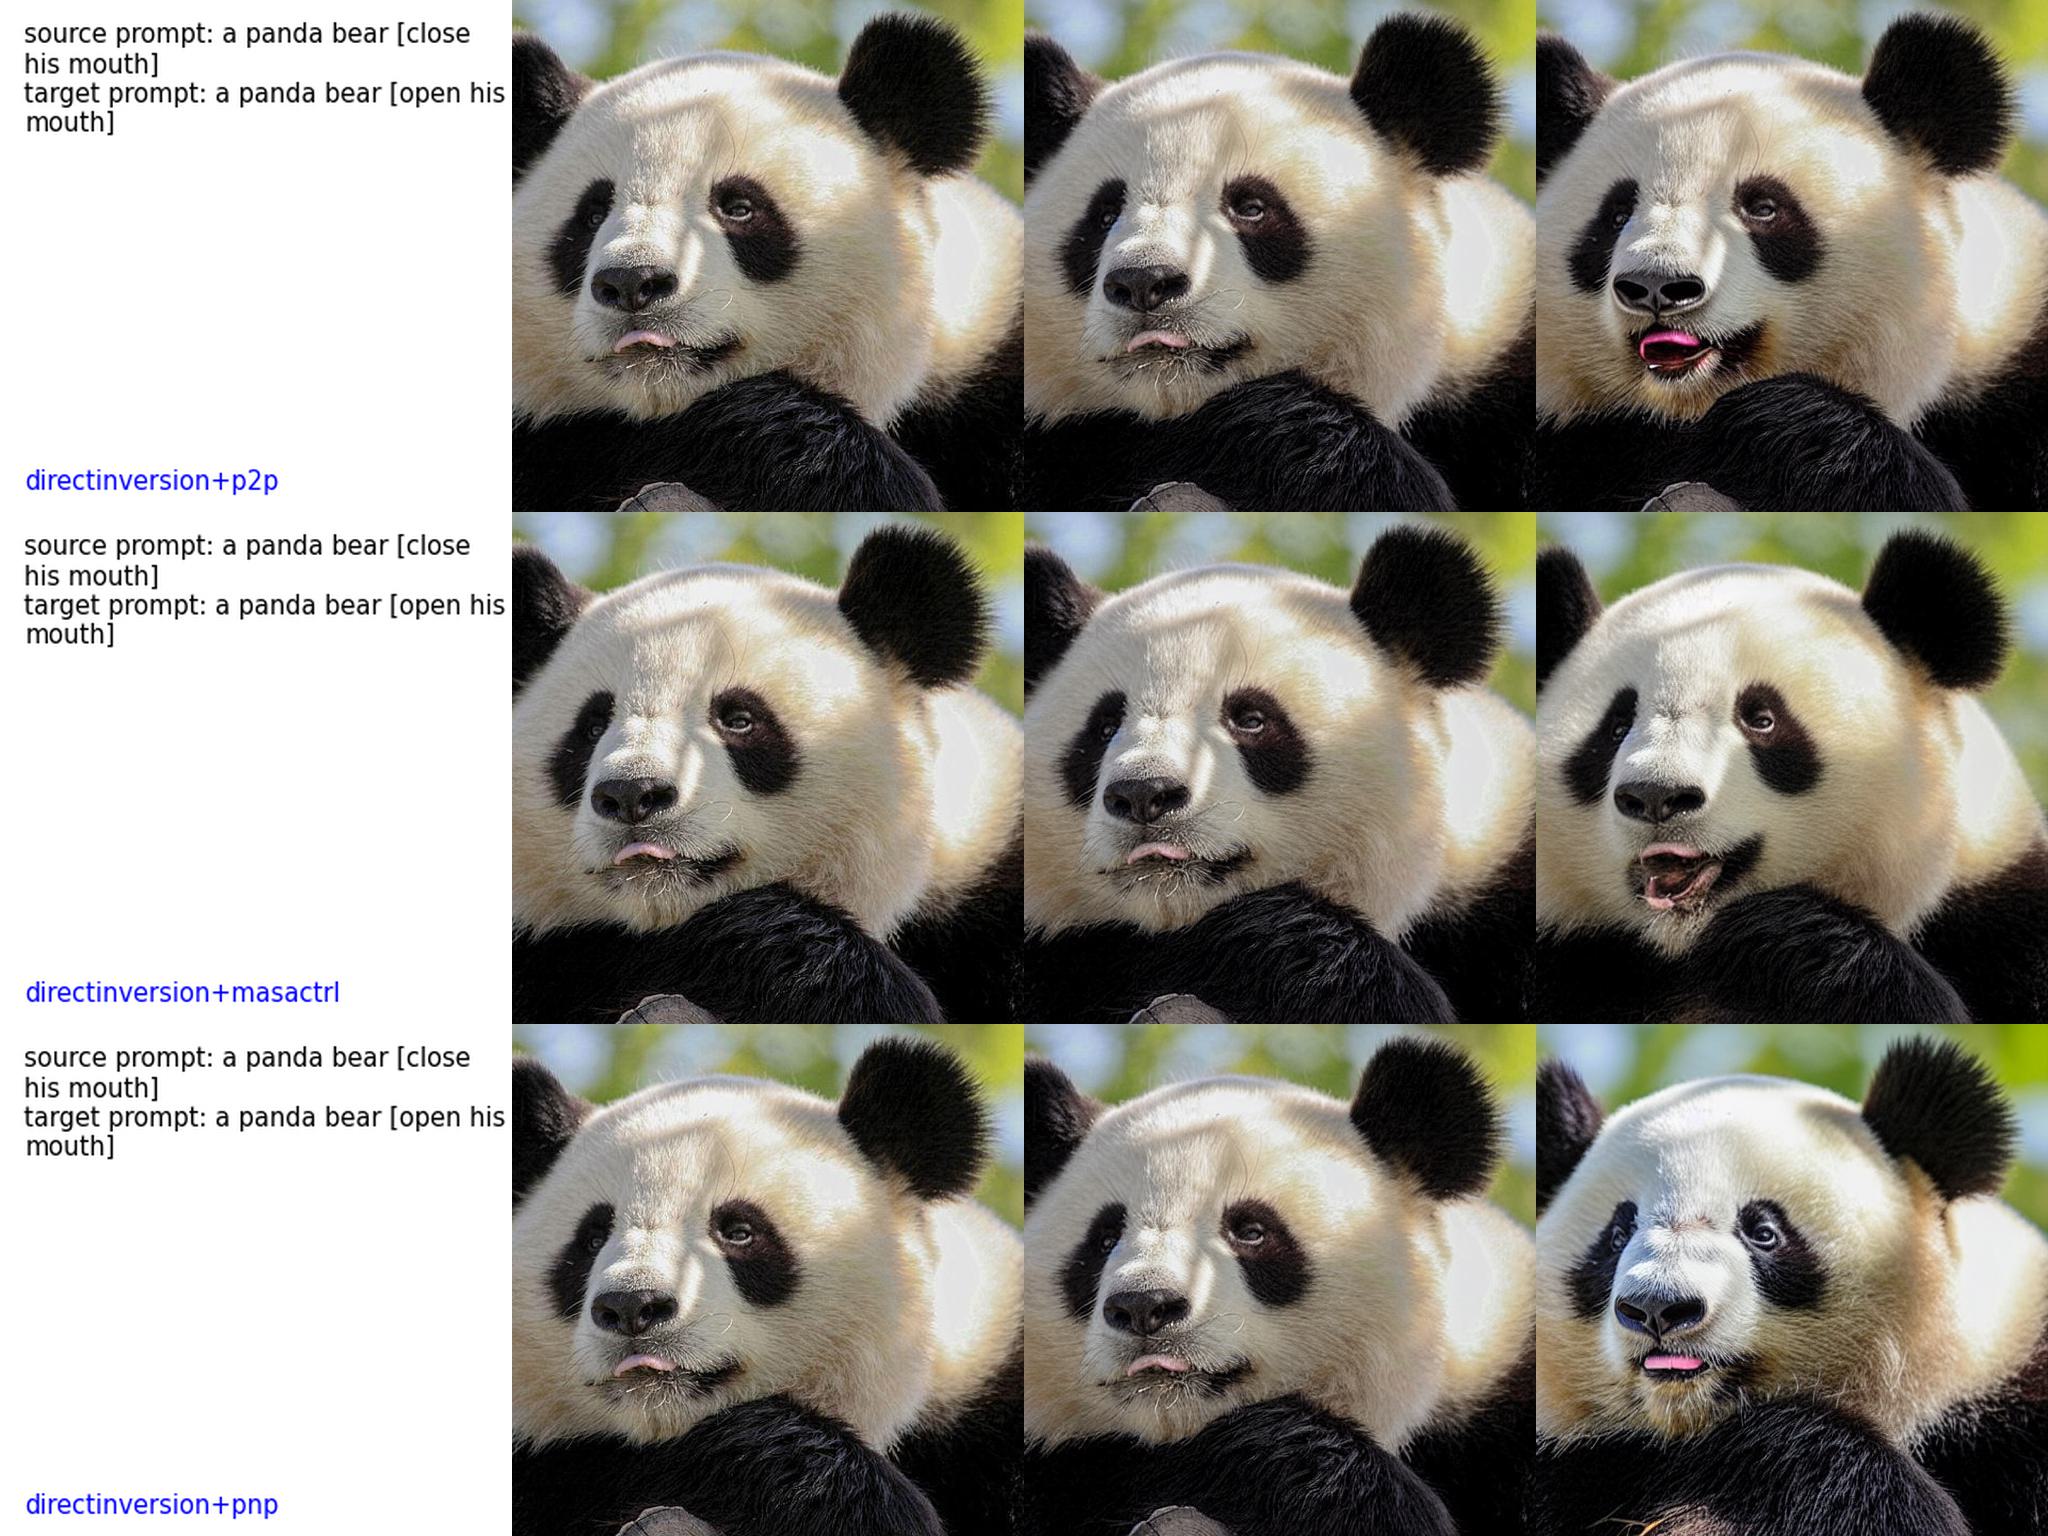 source prompt: a panda bear [close
his mouth]
target prompt: a panda bear [open his
mouth]
directinversion+p2p
source prompt: a panda bear [close
his mouth]
target prompt: a panda bear [open his
mouth]
directinversion+masactrl
source prompt: a panda bear [close
his mouth]
target prompt: a panda bear [open his
mouth]
directinversion+pnp